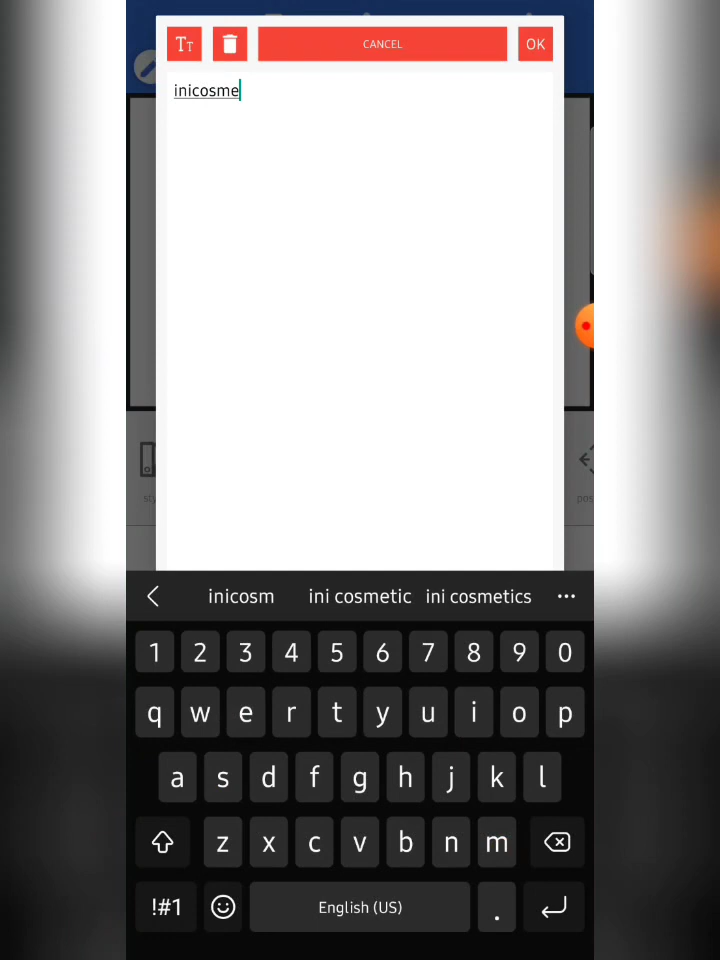 TT
CANCEL
OK
inicosme
inicosm
ini cosmetic
ini cosmetics
1 2 3 4 5 6 7 8 9 0
q w e r t y u i o p
a s d f g h j k l
z x c v b n m
!#1
English (US)
.